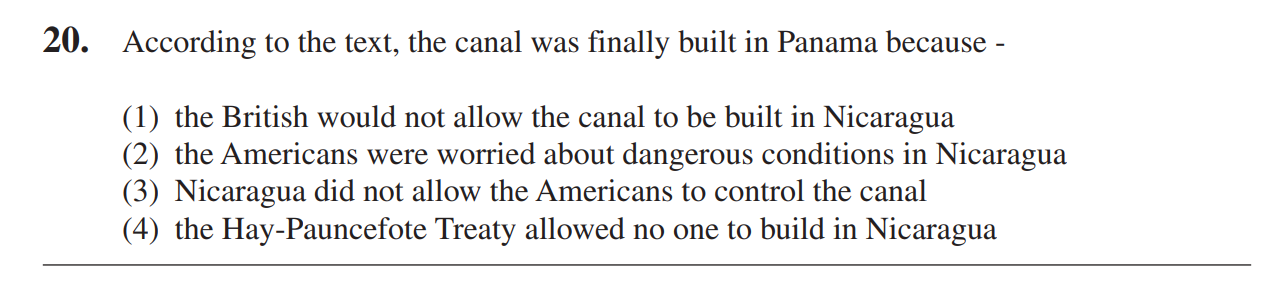 20. According to the text, the canal was finally built in Panama because -
(1) the British would not allow the canal to be built in Nicaragua
(2) the Americans were worried about dangerous conditions in Nicaragua
(3) Nicaragua did not allow the Americans to control the canal
(4) the Hay-Pauncefote Treaty allowed no one to build in Nicaragua